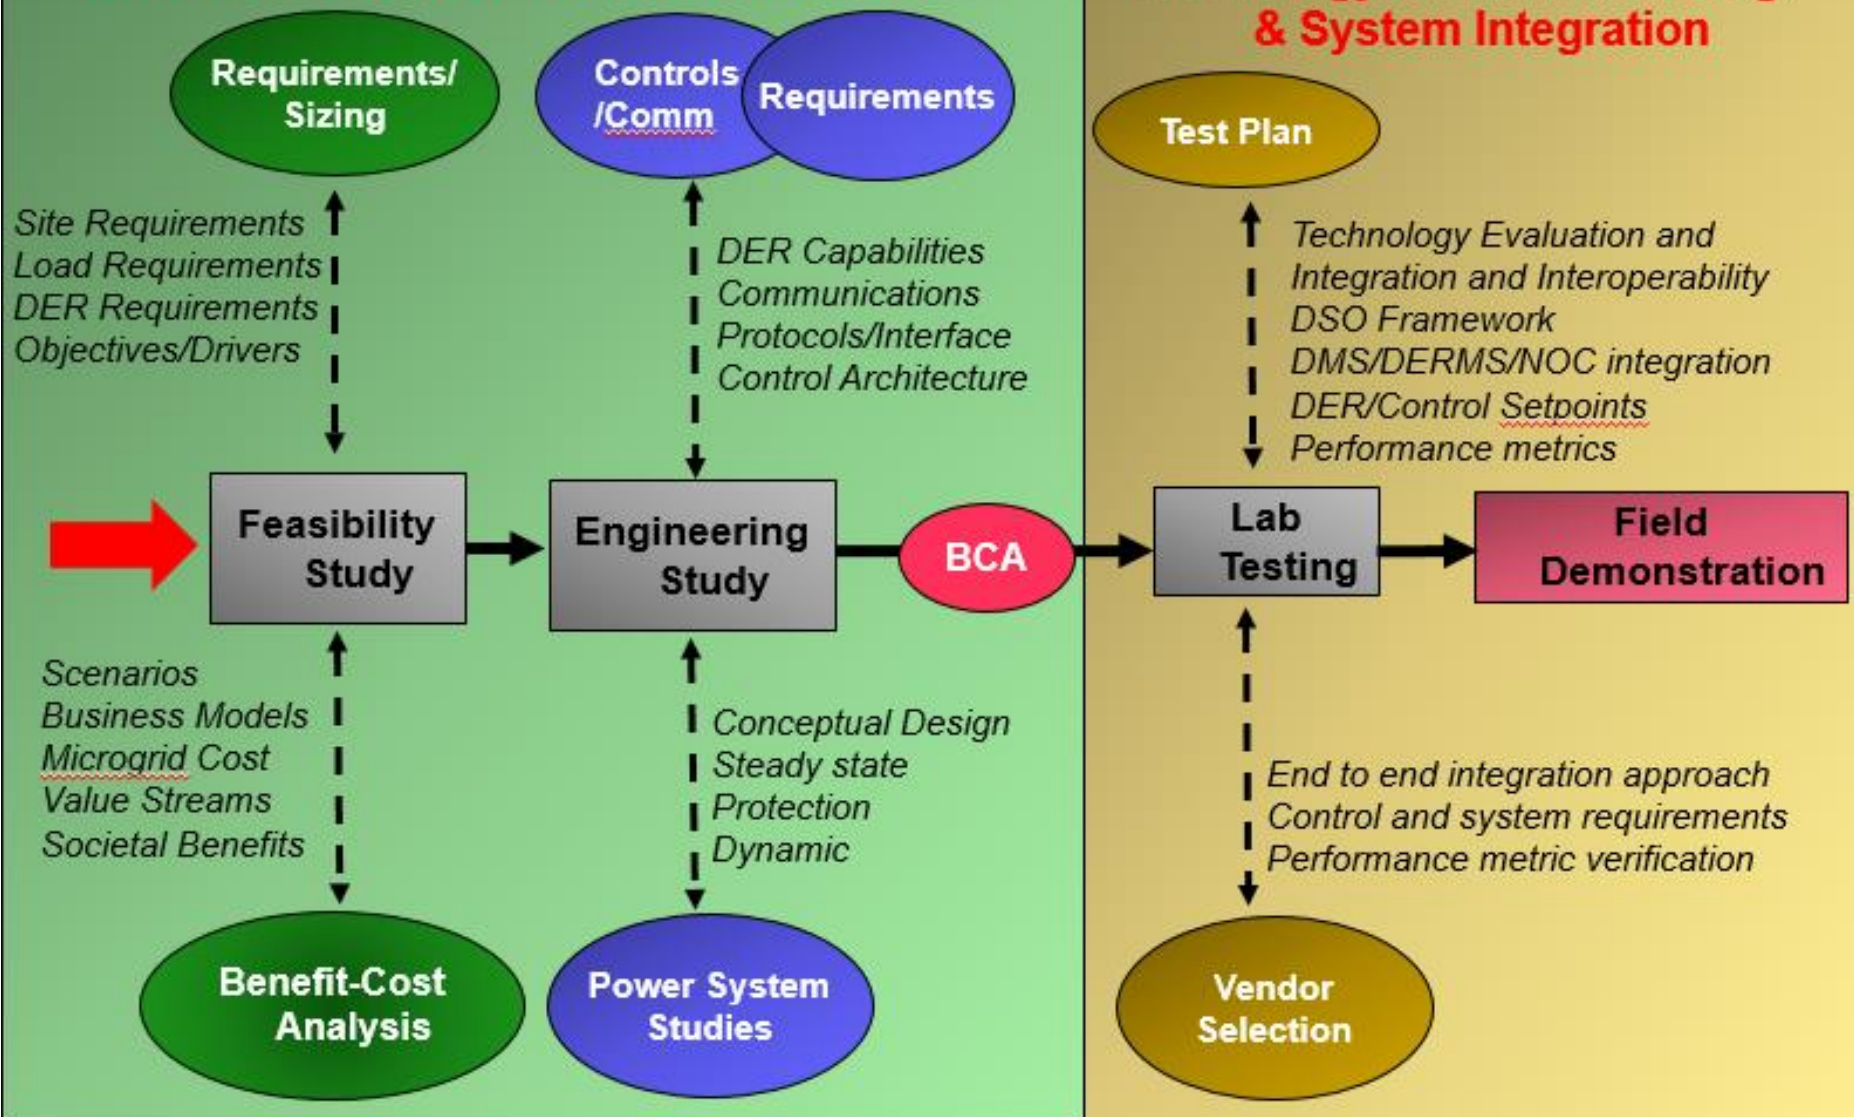 & System Integration
Requirements/
Sizing
Controls
/Comm
Requirements
Test Plan
Site Requirements
Load Requirements
DER Requirements
Objectives/Drivers
DER Capabilities
Communications
Protocols/Interface
Control Architecture
Technology Evaluation and
Integration and Interoperability
DSO Framework
DMS/DERMS/NOC integration
DER/Control Setpoints
Performance metrics
Feasibility
Study
Engineering
Study
BCA
Lab
Testing
Field
Demonstration
Scenarios
Business Models
Microgrid Cost
Value Streams
Societal Benefits
Conceptual Design
Steady state
Protection
Dynamic
End to end integration approach
Control and system requirements
Performance metric verification
Benefit-Cost
Analysis
Power System
Studies
Vendor
Selection